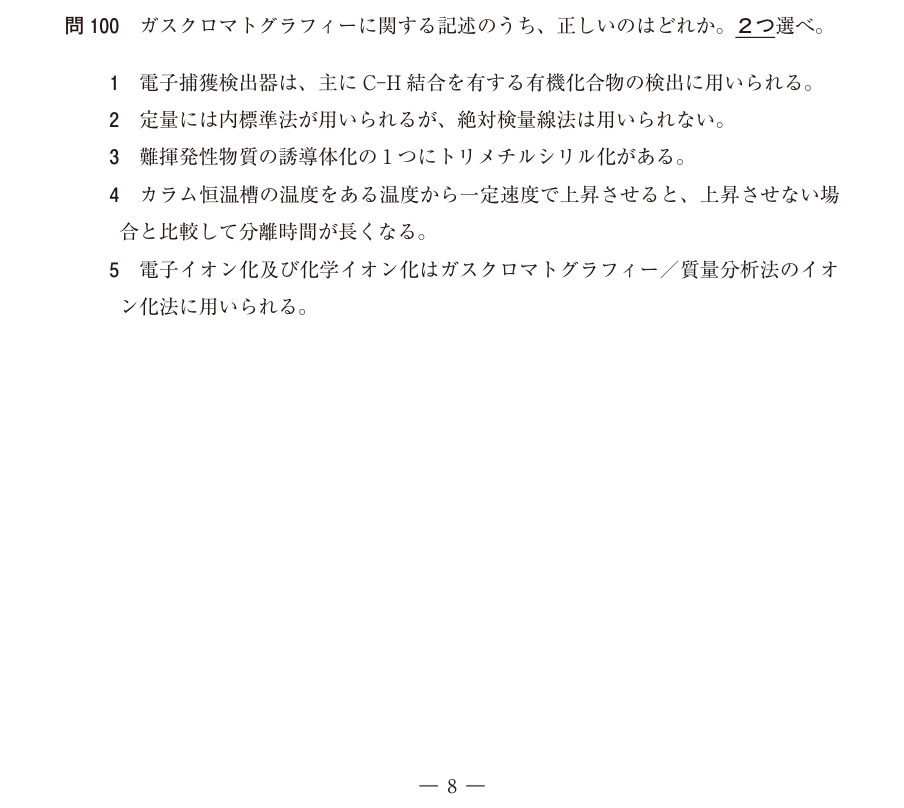 問 100　ガスクロマトグラフィーに関する記述のうち、正しいのはどれか。２つ選べ。
1　電子捕獲検出器は、主に C-H 結合を有する有機化合物の検出に用いられる。
2　定量には内標準法が用いられるが、絶対検量線法は用いられない。
3　難揮発性物質の誘導体化の１つにトリメチルシリル化がある。
4　カラム恒温槽の温度をある温度から一定速度で上昇させると、上昇させない場
合と比較して分離時間が長くなる。
5　電子イオン化及び化学イオン化はガスクロマトグラフィー／質量分析法のイオ
ン化法に用いられる。
— 8 —